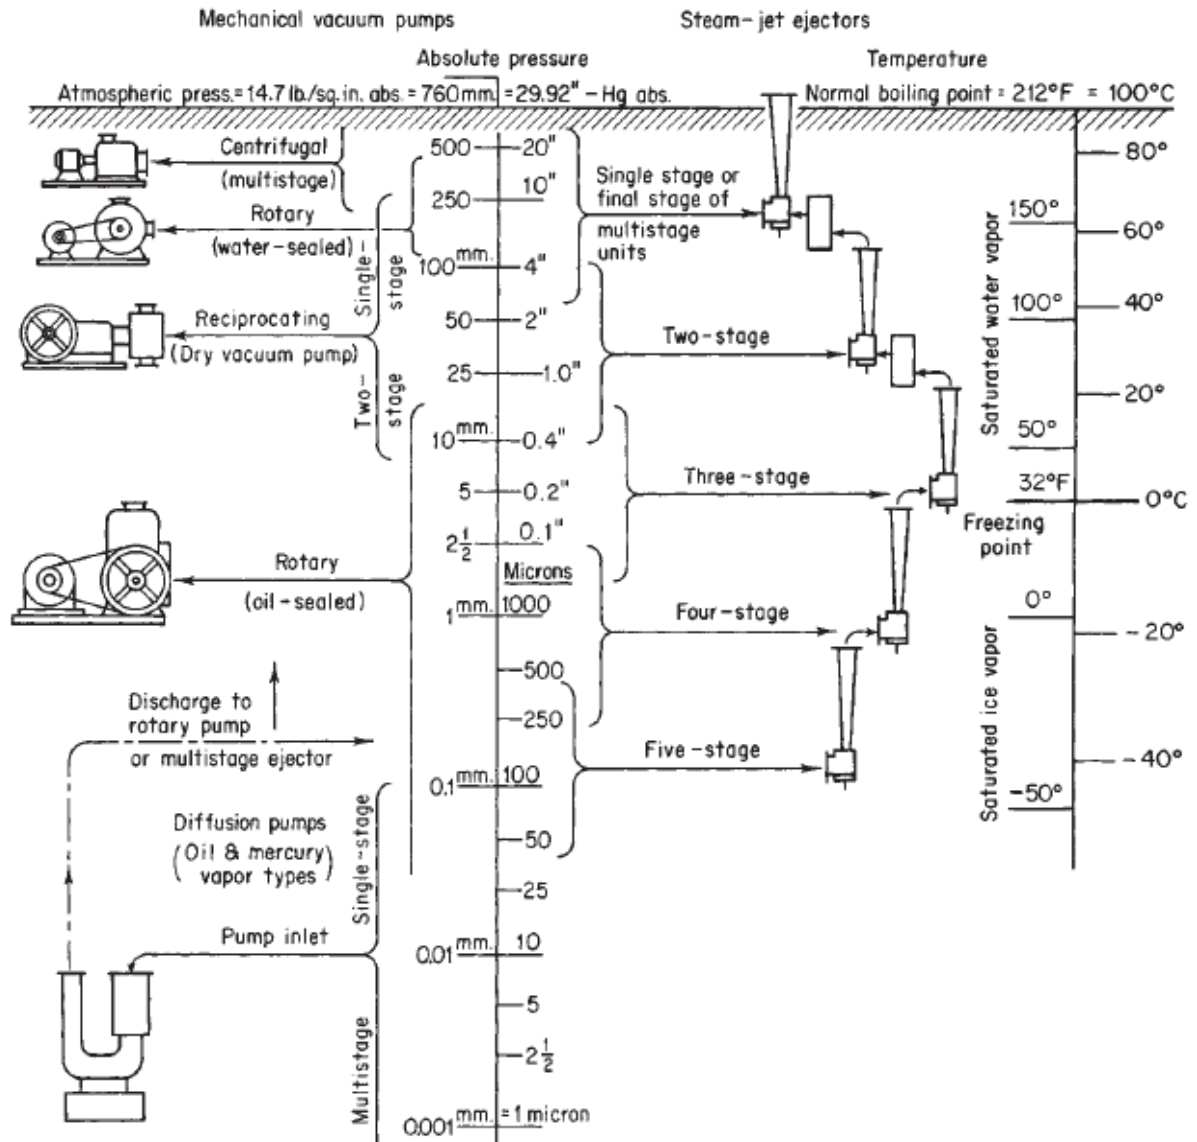 Mechanical vacuum pumps
Steam-jet ejectors
Absolute pressure
Temperature
Atmospheric press.= 14.7 lb./sq. in. abs. = 760 mm. = 29.92" - Hg abs.
Normal boiling point = 212°F = 100°C
Centrifugal
(multistage)
Rotary
(water-sealed)
Single-
stage
Reciprocating
(Dry vacuum pump)
Two-
stage
Rotary
(oil-sealed)
Discharge to
rotary pump
or multistage ejector
Diffusion pumps
(Oil & mercury
vapor types)
Single-stage
Pump inlet
Multistage
500 20"
250 10"
100 mm. 4"
50 2"
25 1.0"
10 mm. 0.4"
5 0.2"
2 1/2 0.1"
Microns
1 mm. 1000
500
250
0.1 mm. 100
50
25
0.01 mm. 10
5
2 1/2
0.001 mm. = 1 micron
Single stage or
final stage of
multistage
units
Two-stage
Three-stage
Four-stage
Five-stage
Saturated water vapor
150°
100°
50°
32°F
Freezing
point
0°
Saturated ice vapor
-50°
80°
60°
40°
20°
0°C
-20°
-40°